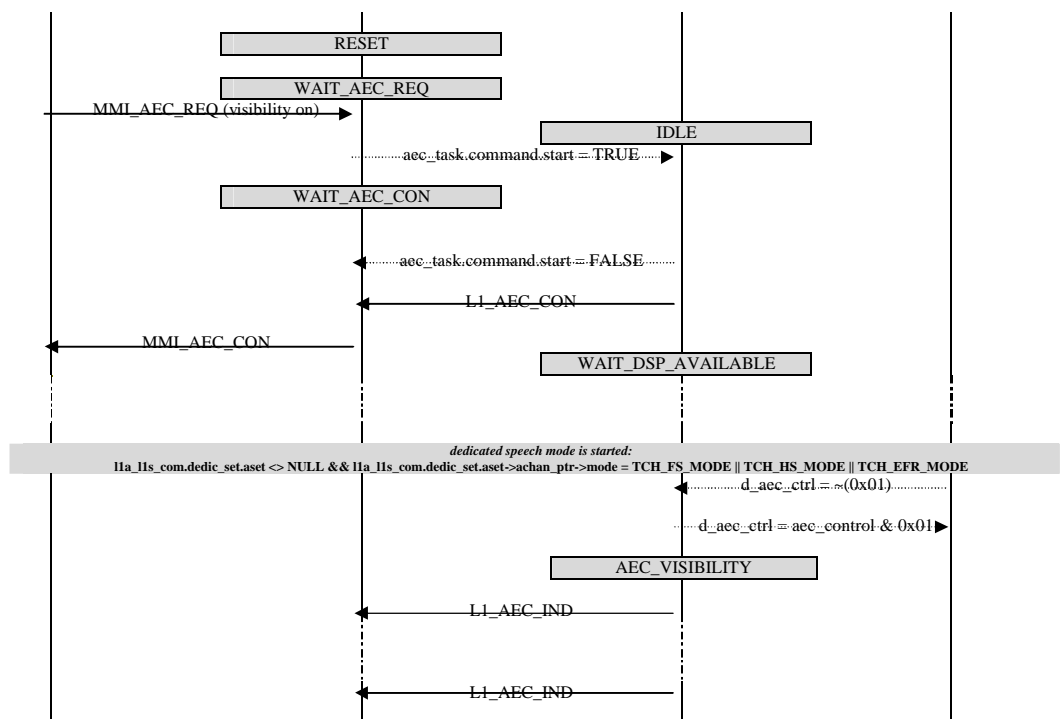 RESET
WAIT_AEC_REQ
MMI_AEC_REQ (visibility on)
IDLE
aec_task.command.start = TRUE
WAIT_AEC_CON
aec_task.command.start = FALSE
L1_AEC_CON
MMI_AEC_CON
WAIT_DSP_AVAILABLE
dedicated speech mode is started:
l1a_l1s_com.dedic_set.aset <> NULL && l1a_l1s_com.dedic_set.aset->achan_ptr->mode = TCH_FS_MODE || TCH_HS_MODE || TCH_EFR_MODE
d_aec_ctrl = ~(0x01)
d_aec_ctrl = aec_control & 0x01
AEC_VISIBILITY
L1_AEC_IND
L1_AEC_IND